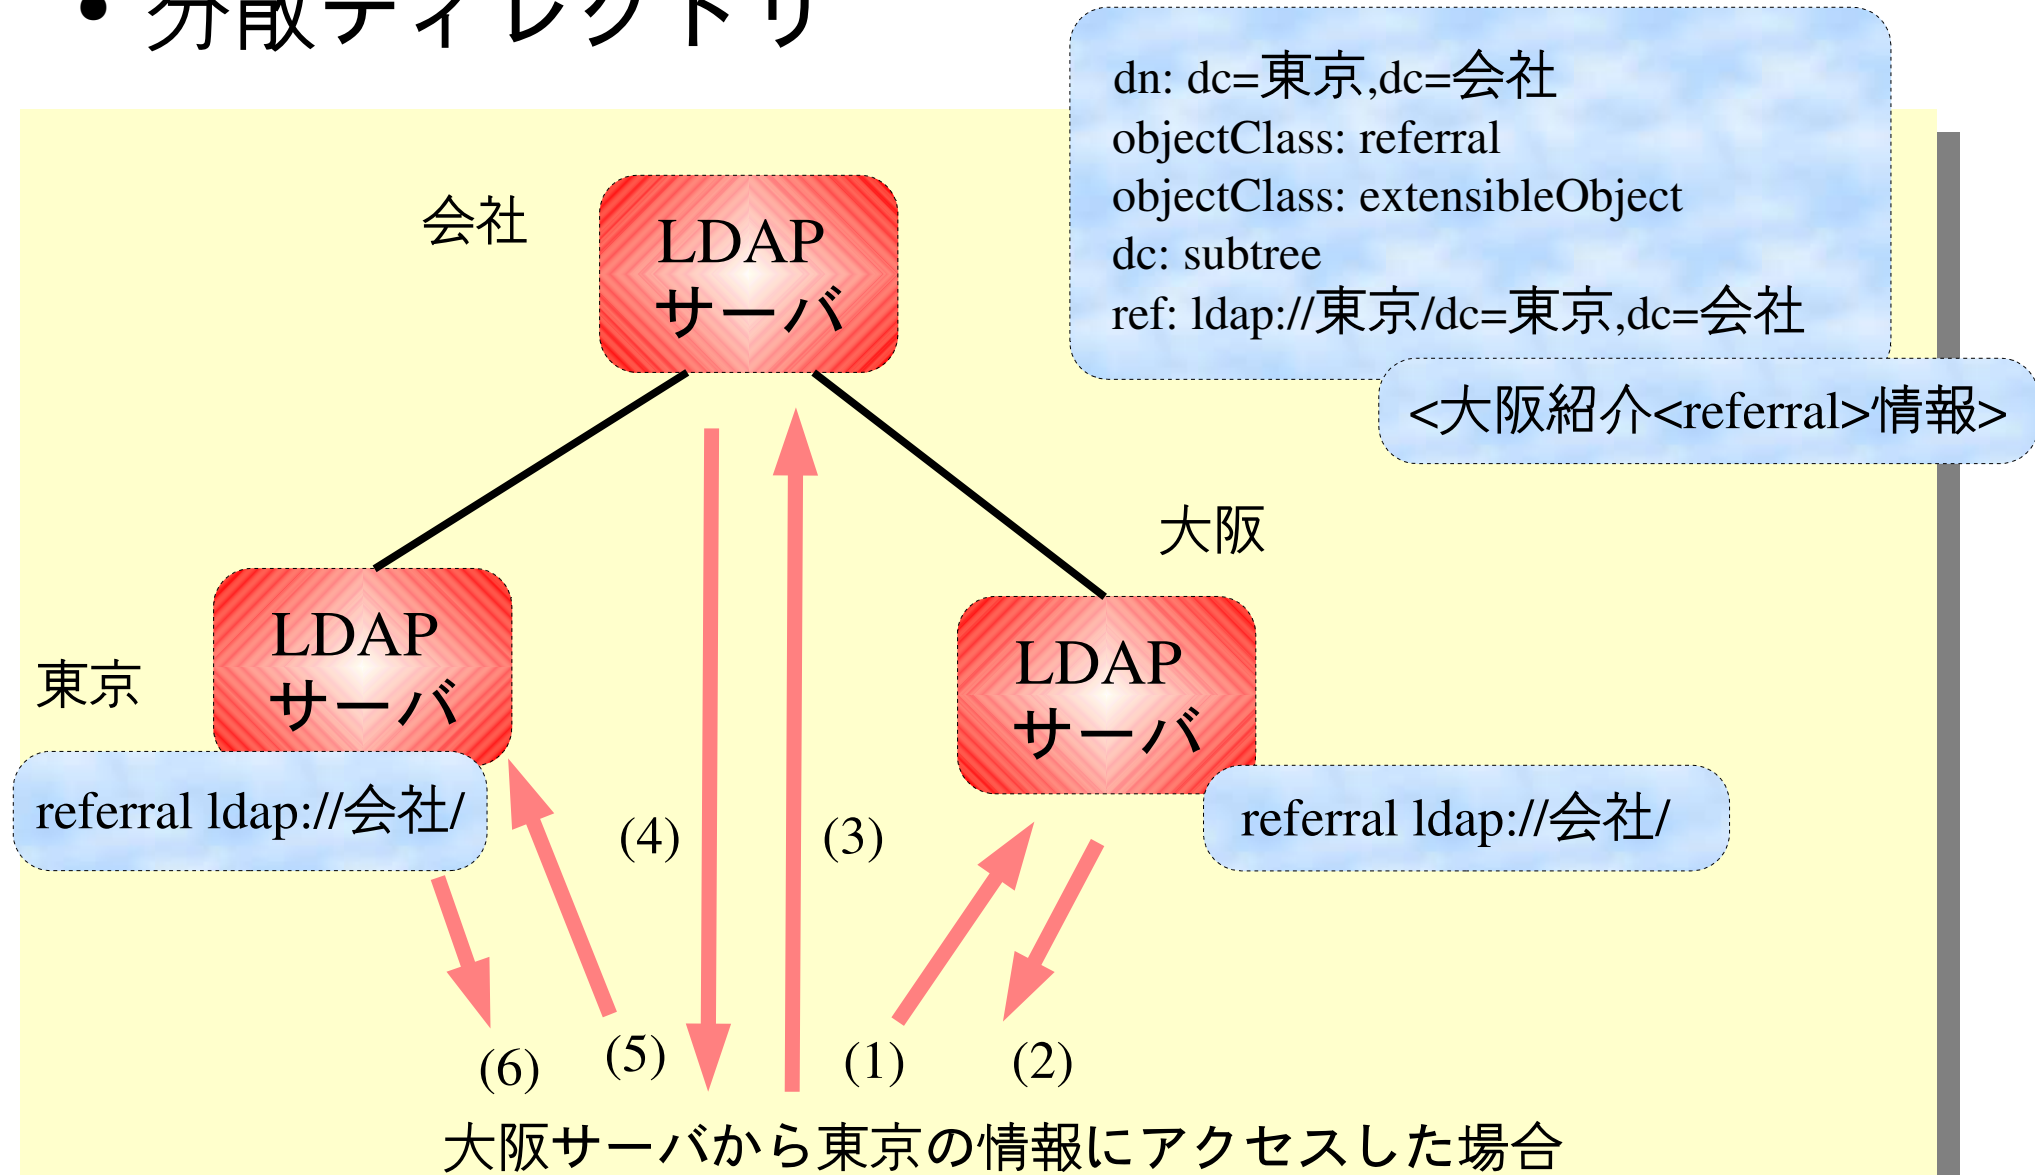 • 分散ディレクトリ
dn: dc=東京,dc=会社
objectClass: referral
objectClass: extensibleObject
dc: subtree
ref: ldap://東京/dc=東京,dc=会社
<大阪紹介<referral>情報>
会社
LDAP
サーバ
大阪
LDAP
サーバ
referral ldap://会社/
東京
LDAP
サーバ
referral ldap://会社/
(4)
(3)
(6)
(5)
(1)
(2)
大阪サーバから東京の情報にアクセスした場合